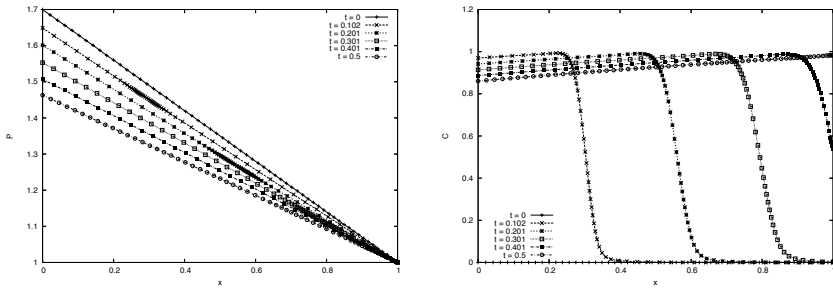 1.7
1.6
1.5
1.4
1.3
1.2
1.1
1
P
0
0.2
0.4
0.6
0.8
1
x
t = 0
t = 0.102
t = 0.201
t = 0.301
t = 0.401
t = 0.5
1.2
1
0.8
0.6
0.4
0.2
0
C
0
0.2
0.4
0.6
0.8
x
t = 0
t = 0.102
t = 0.201
t = 0.301
t = 0.401
t = 0.5